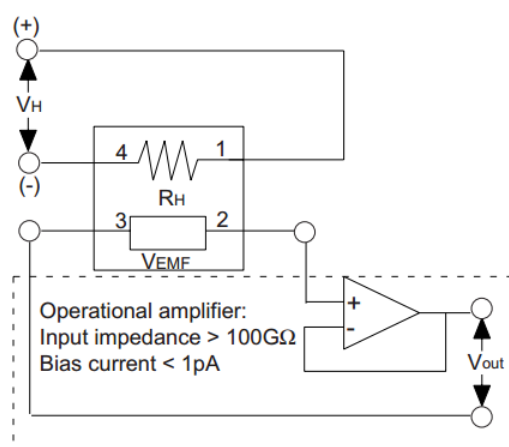 (+)
VH
(-)
4
1
RH
3
2
VEMF
Operational amplifier:
Input impedance > 100GΩ
Bias current < 1pA
+
-
Vout